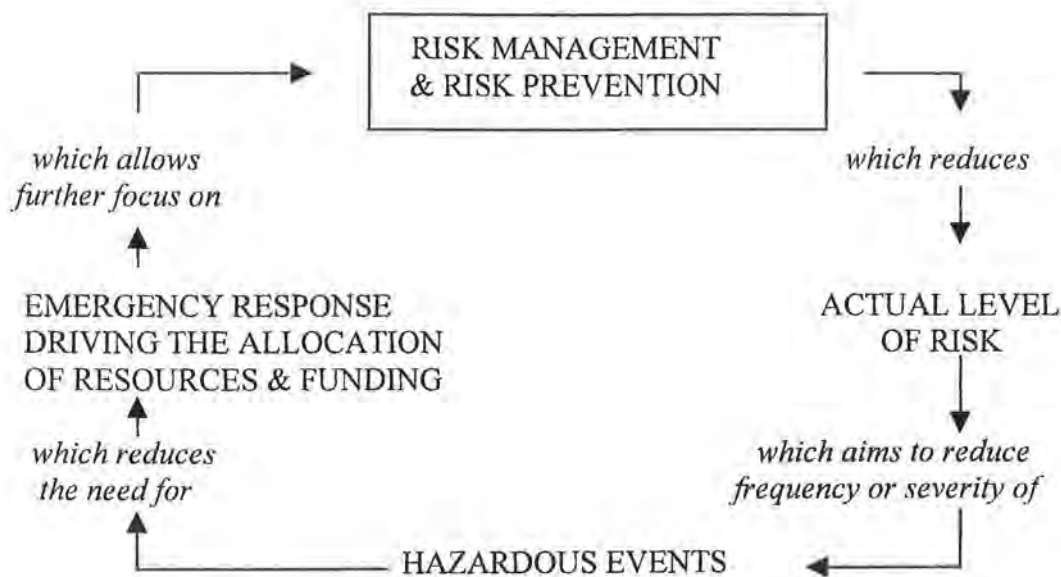 RISK MANAGEMENT
& RISK PREVENTION
which reduces
ACTUAL LEVEL
OF RISK
which aims to reduce
frequency or severity of
HAZARDOUS EVENTS
which reduces
the need for
EMERGENCY RESPONSE
DRIVING THE ALLOCATION
OF RESOURCES & FUNDING
which allows
further focus on